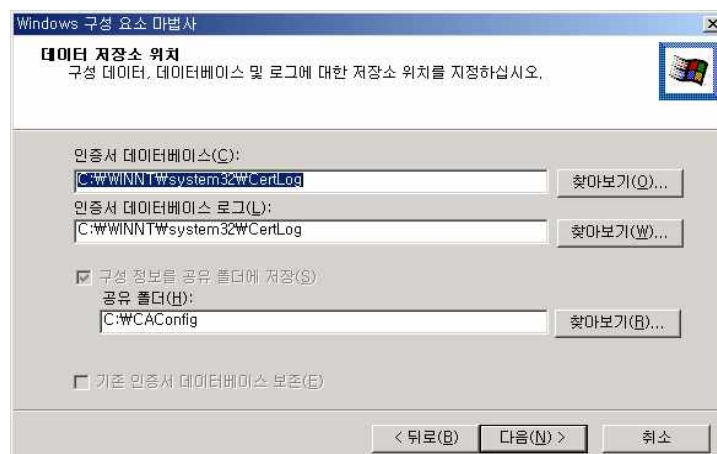 Windows 구성 요소 마법사
데이터 저장소 위치
구성 데이터, 데이터베이스 및 로그에 대한 저장소 위치를 지정하십시오.
인증서 데이터베이스(C):
C:₩WINNT₩system32₩CertLog 찾아보기(O)...
인증서 데이터베이스 로그(L):
C:₩WINNT₩system32₩CertLog 찾아보기(W)...
구성 정보를 공유 폴더에 저장(S)
공유 폴더(H):
C:₩CAConfig 찾아보기(R)...
기존 인증서 데이터베이스 보존(E)
< 뒤로(B) 다음(N) > 취소